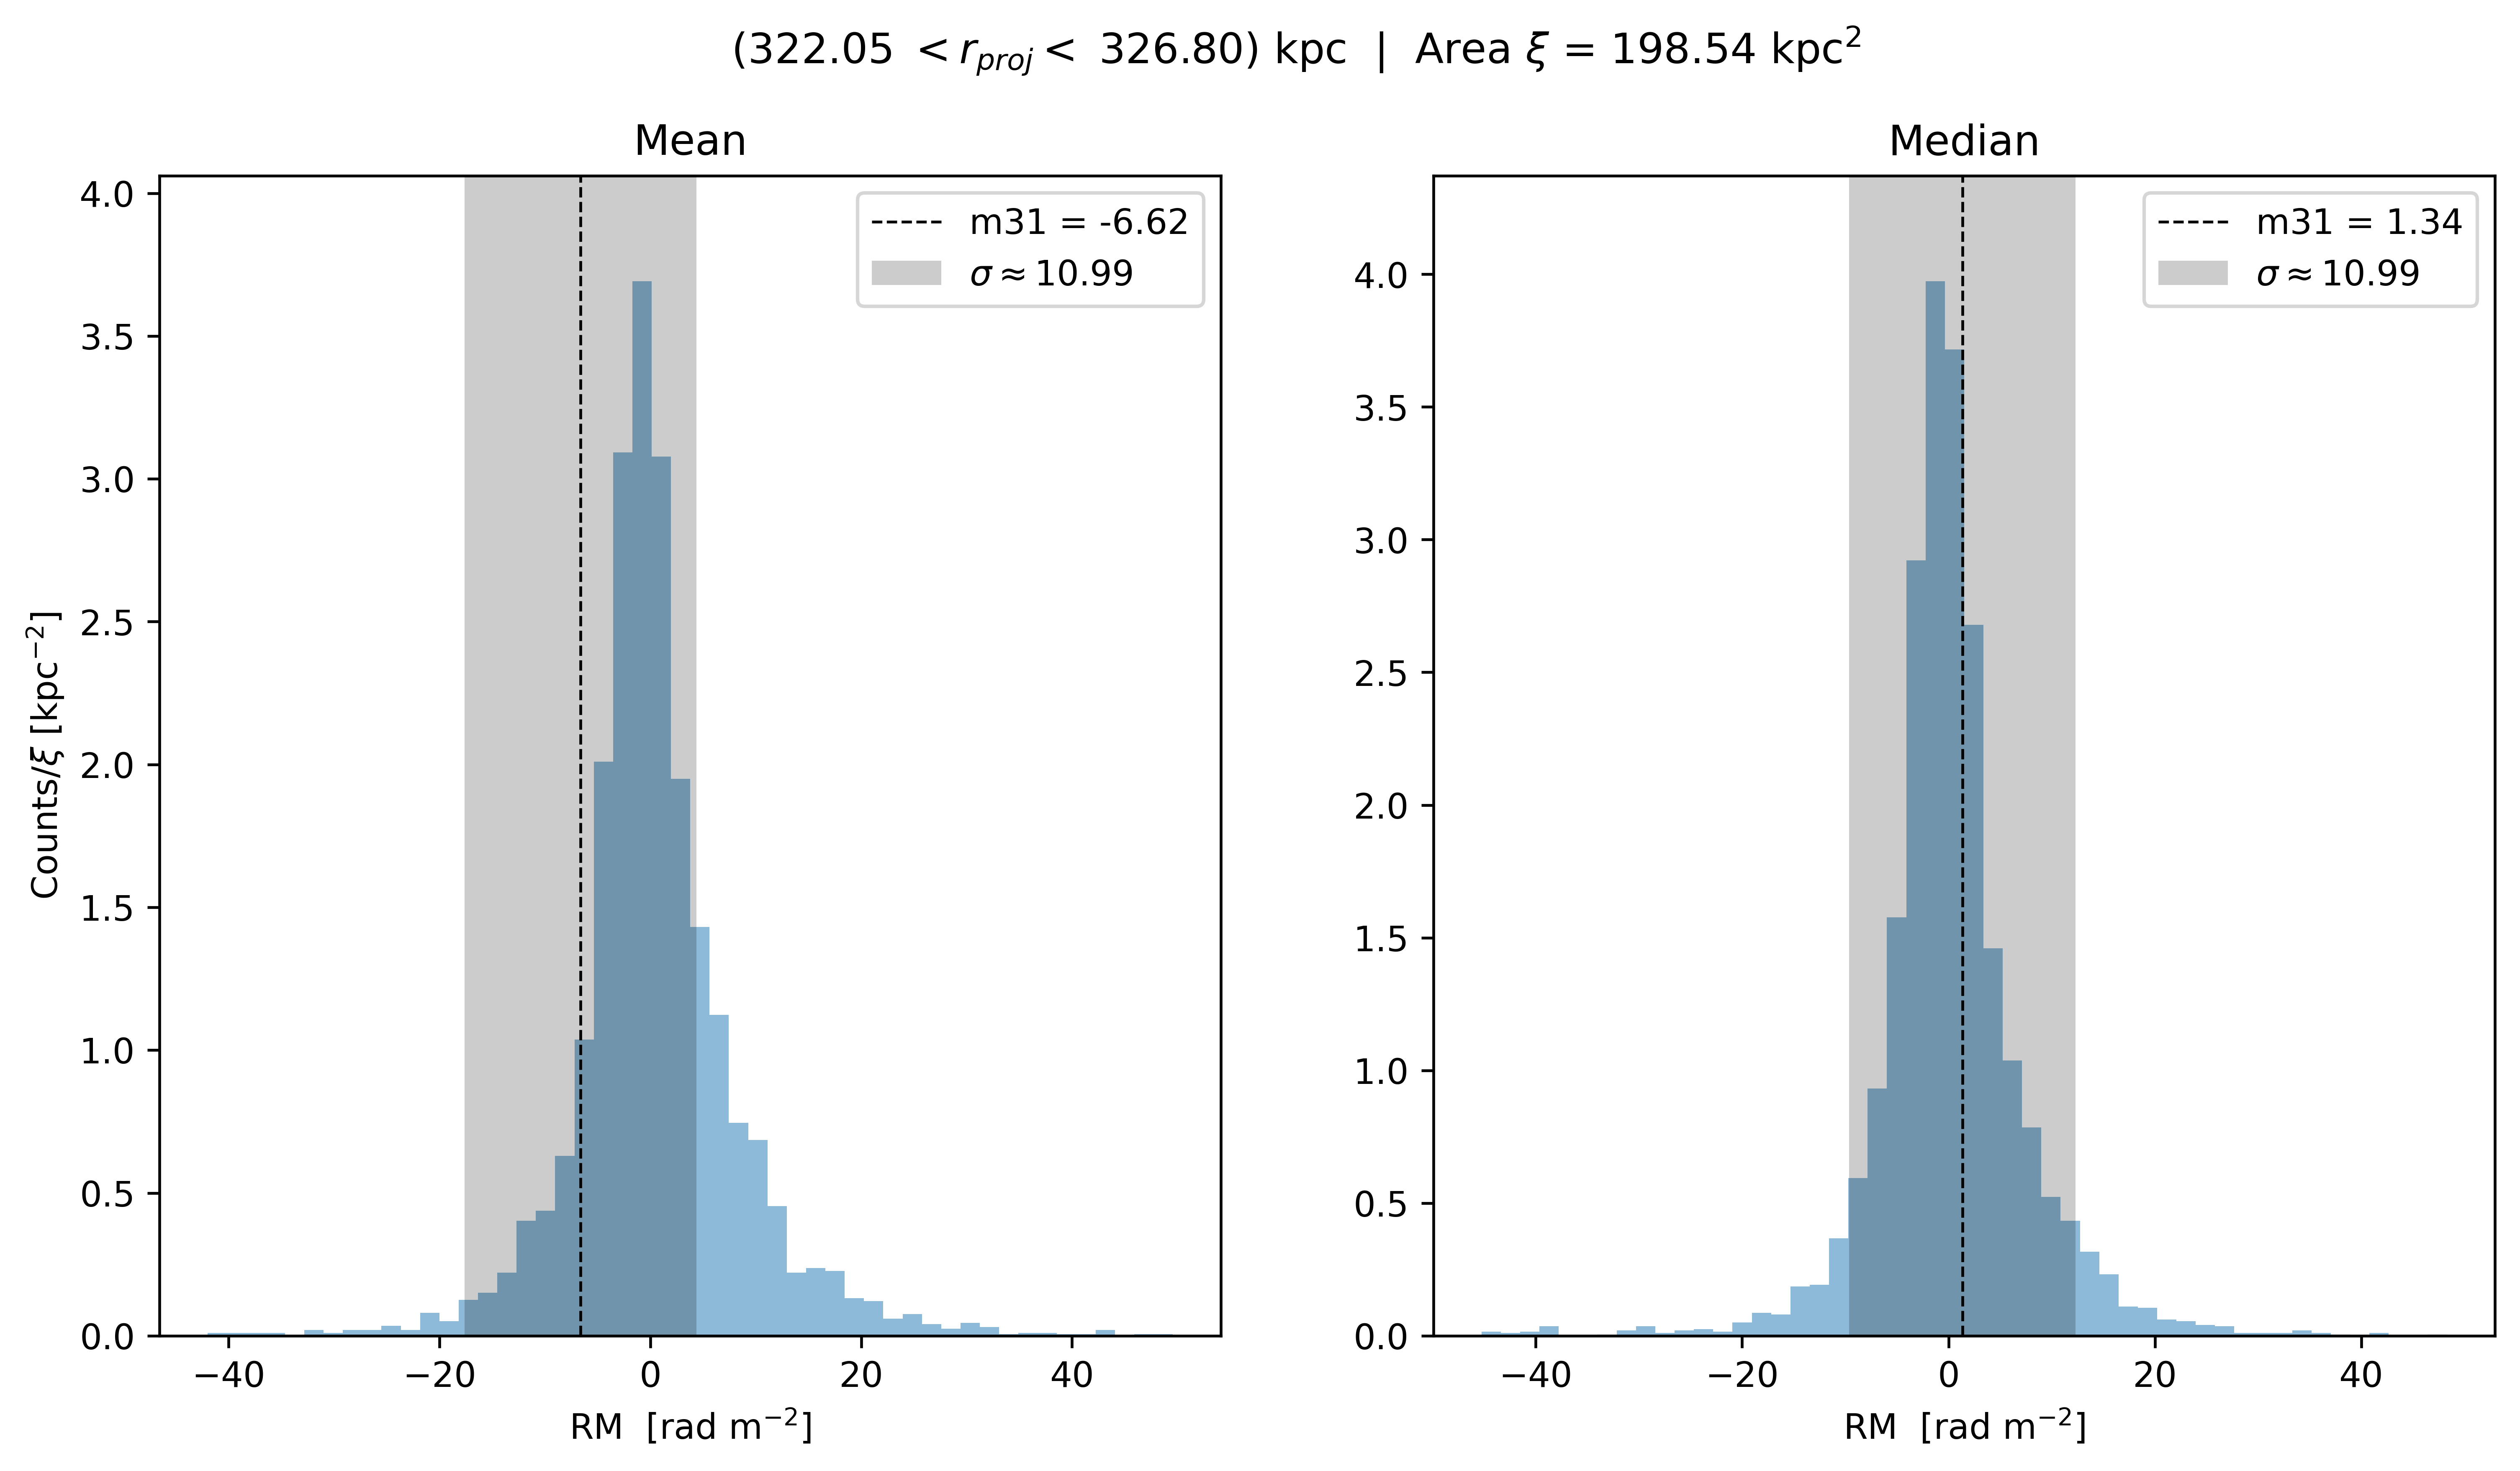 (322.05 < r_proj < 326.80) kpc | Area ξ = 198.54 kpc²
Mean
4.0
3.5
3.0
2.5
2.0
1.5
1.0
0.5
0.0
Counts/ξ [kpc⁻²]
m31 = -6.62
σ ≈ 10.99
−40 −20 0 20 40
RM [rad m⁻²]
Median
4.0
3.5
3.0
2.5
2.0
1.5
1.0
0.5
0.0
m31 = 1.34
σ ≈ 10.99
−40 −20 0 20 40
RM [rad m⁻²]